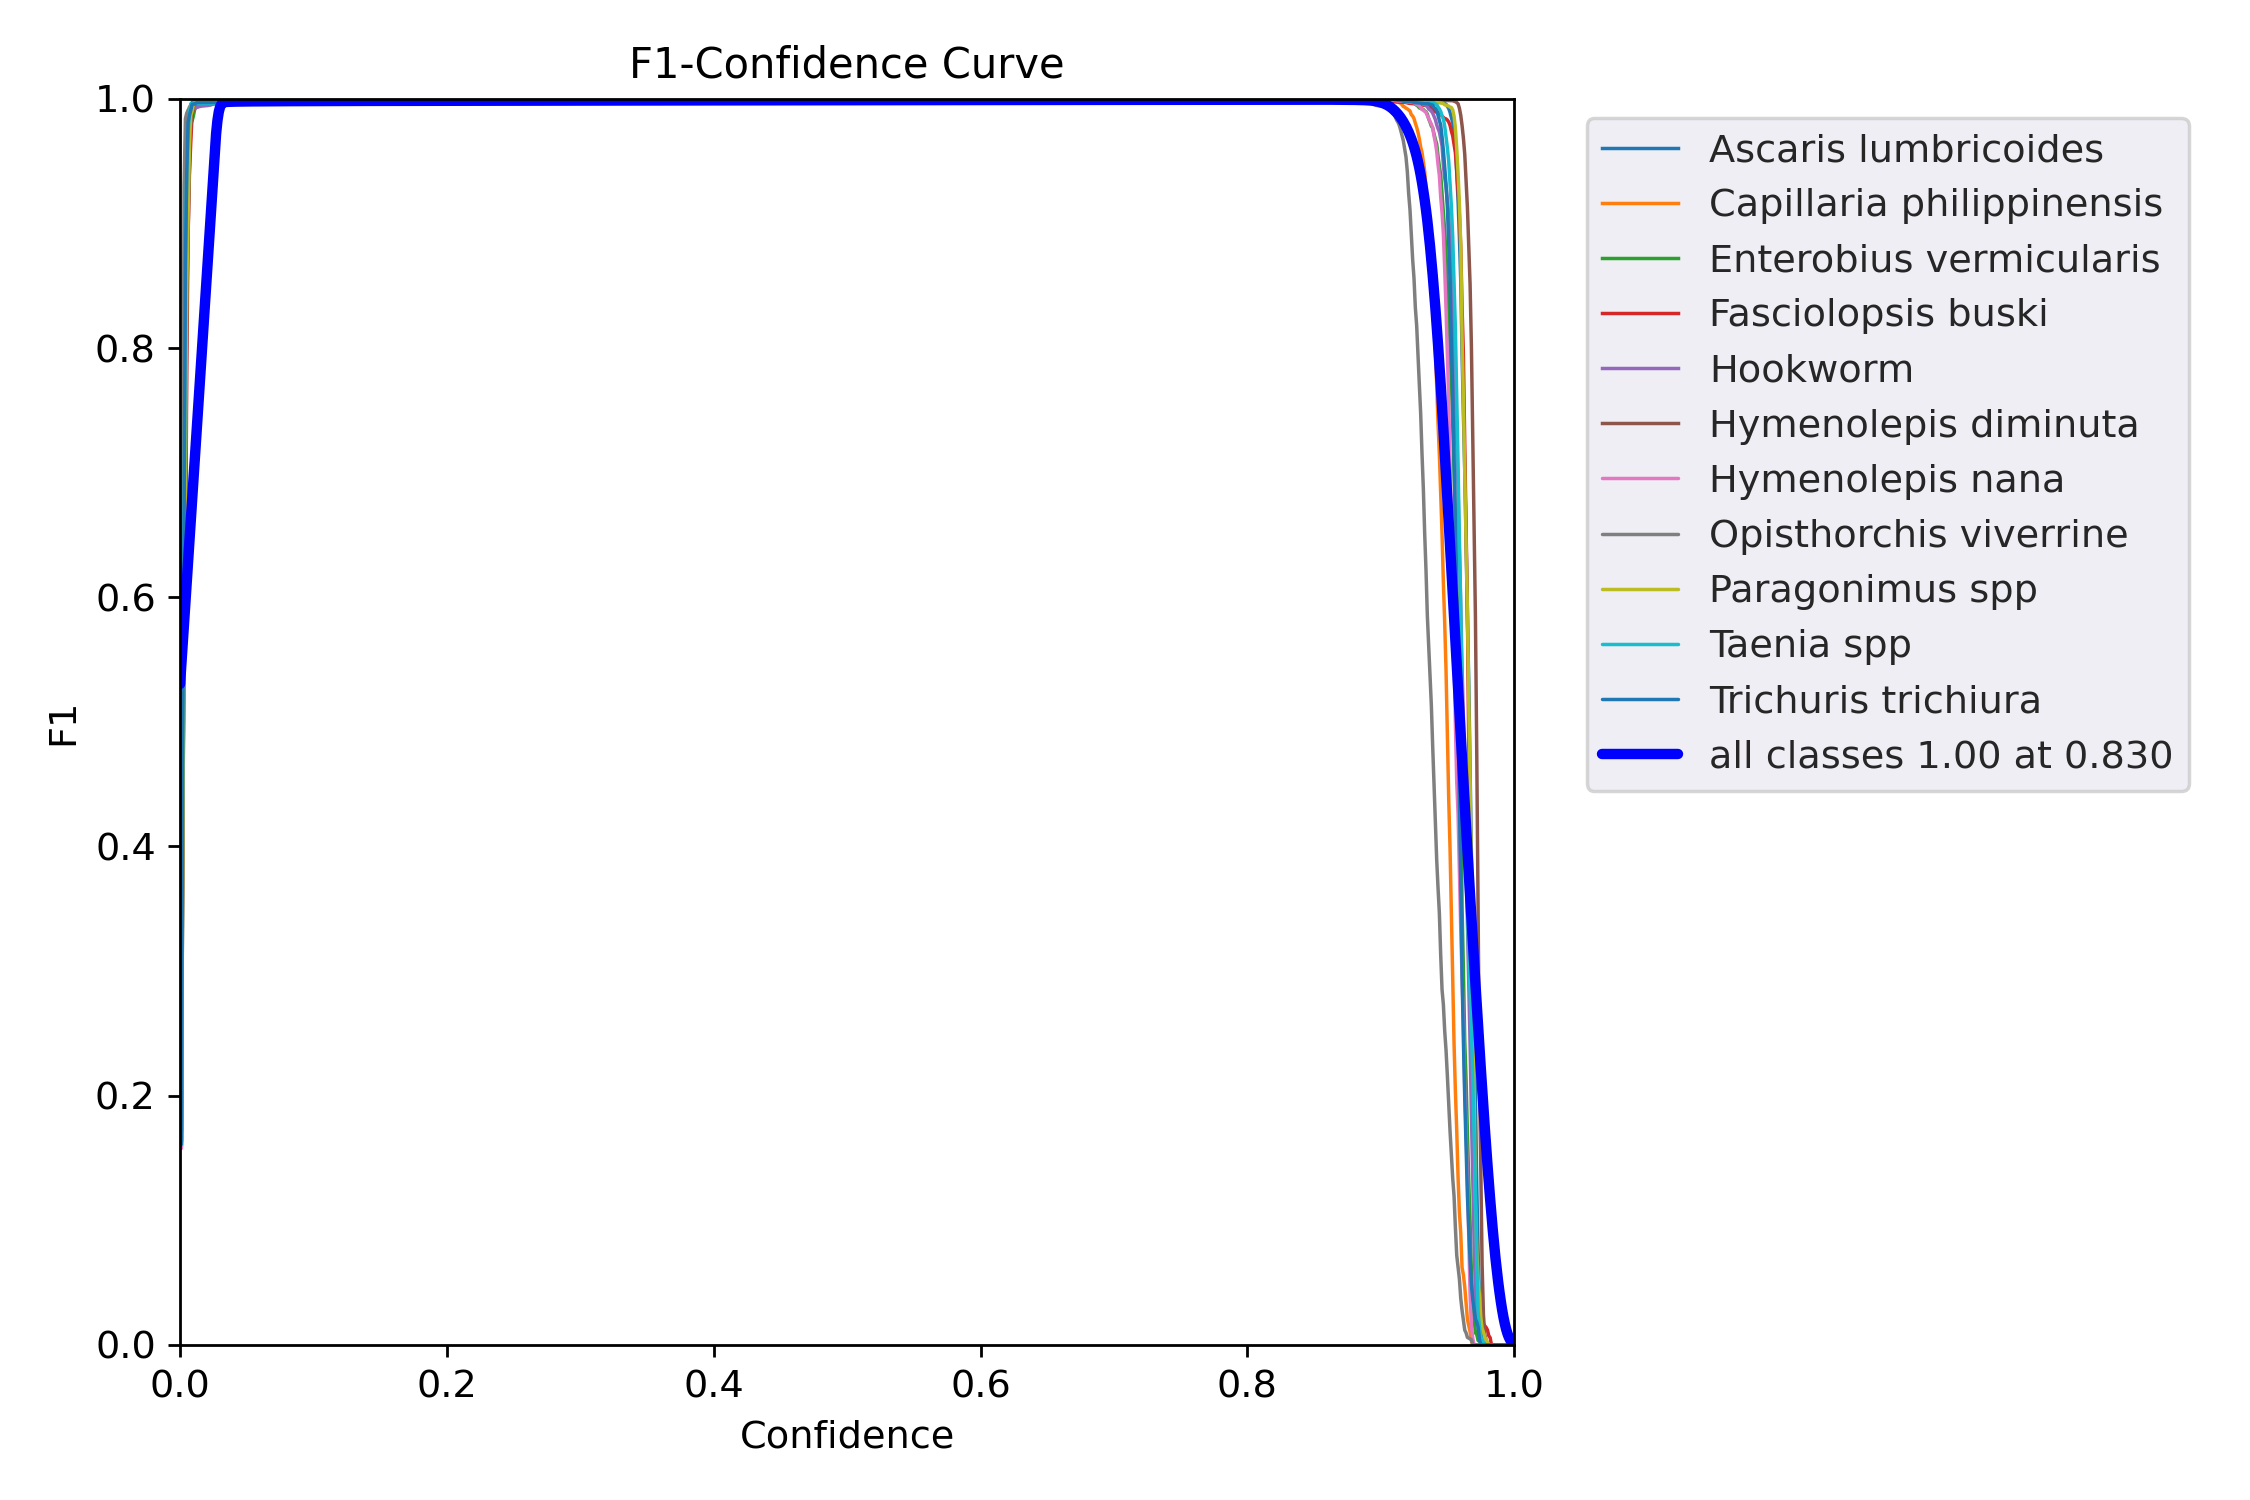 F1-Confidence Curve
1.0
0.8
0.6
0.4
0.2
0.0
F1
0.0 0.2 0.4 0.6 0.8 1.0
Confidence
Ascaris lumbricoides
Capillaria philippinensis
Enterobius vermicularis
Fasciolopsis buski
Hookworm
Hymenolepis diminuta
Hymenolepis nana
Opisthorchis viverrine
Paragonimus spp
Taenia spp
Trichuris trichiura
all classes 1.00 at 0.830